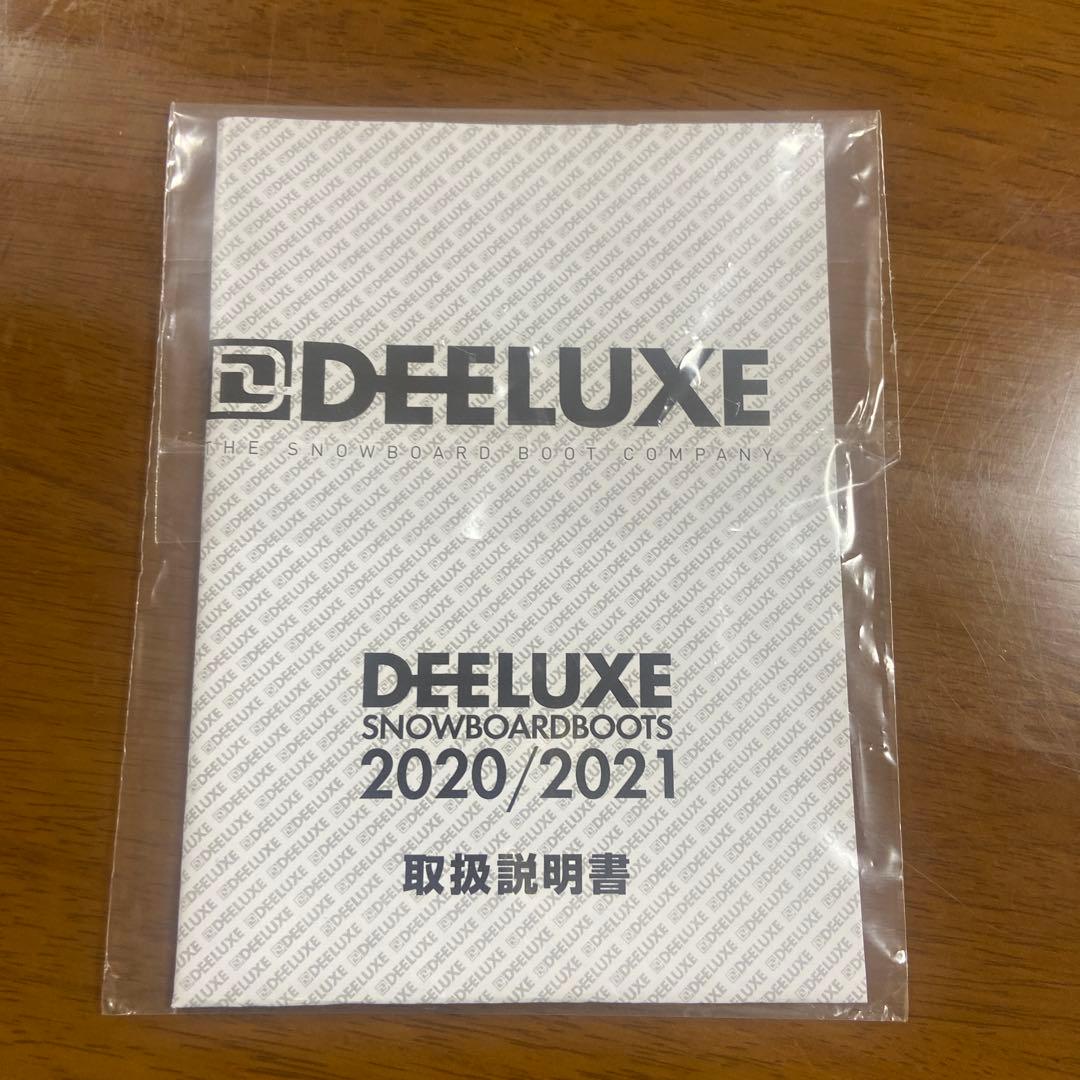 DEELUXE
THE SNOWBOARD BOOT COMPANY
DEELUXE
SNOWBOARDBOOTS
2020/2021
取扱説明書